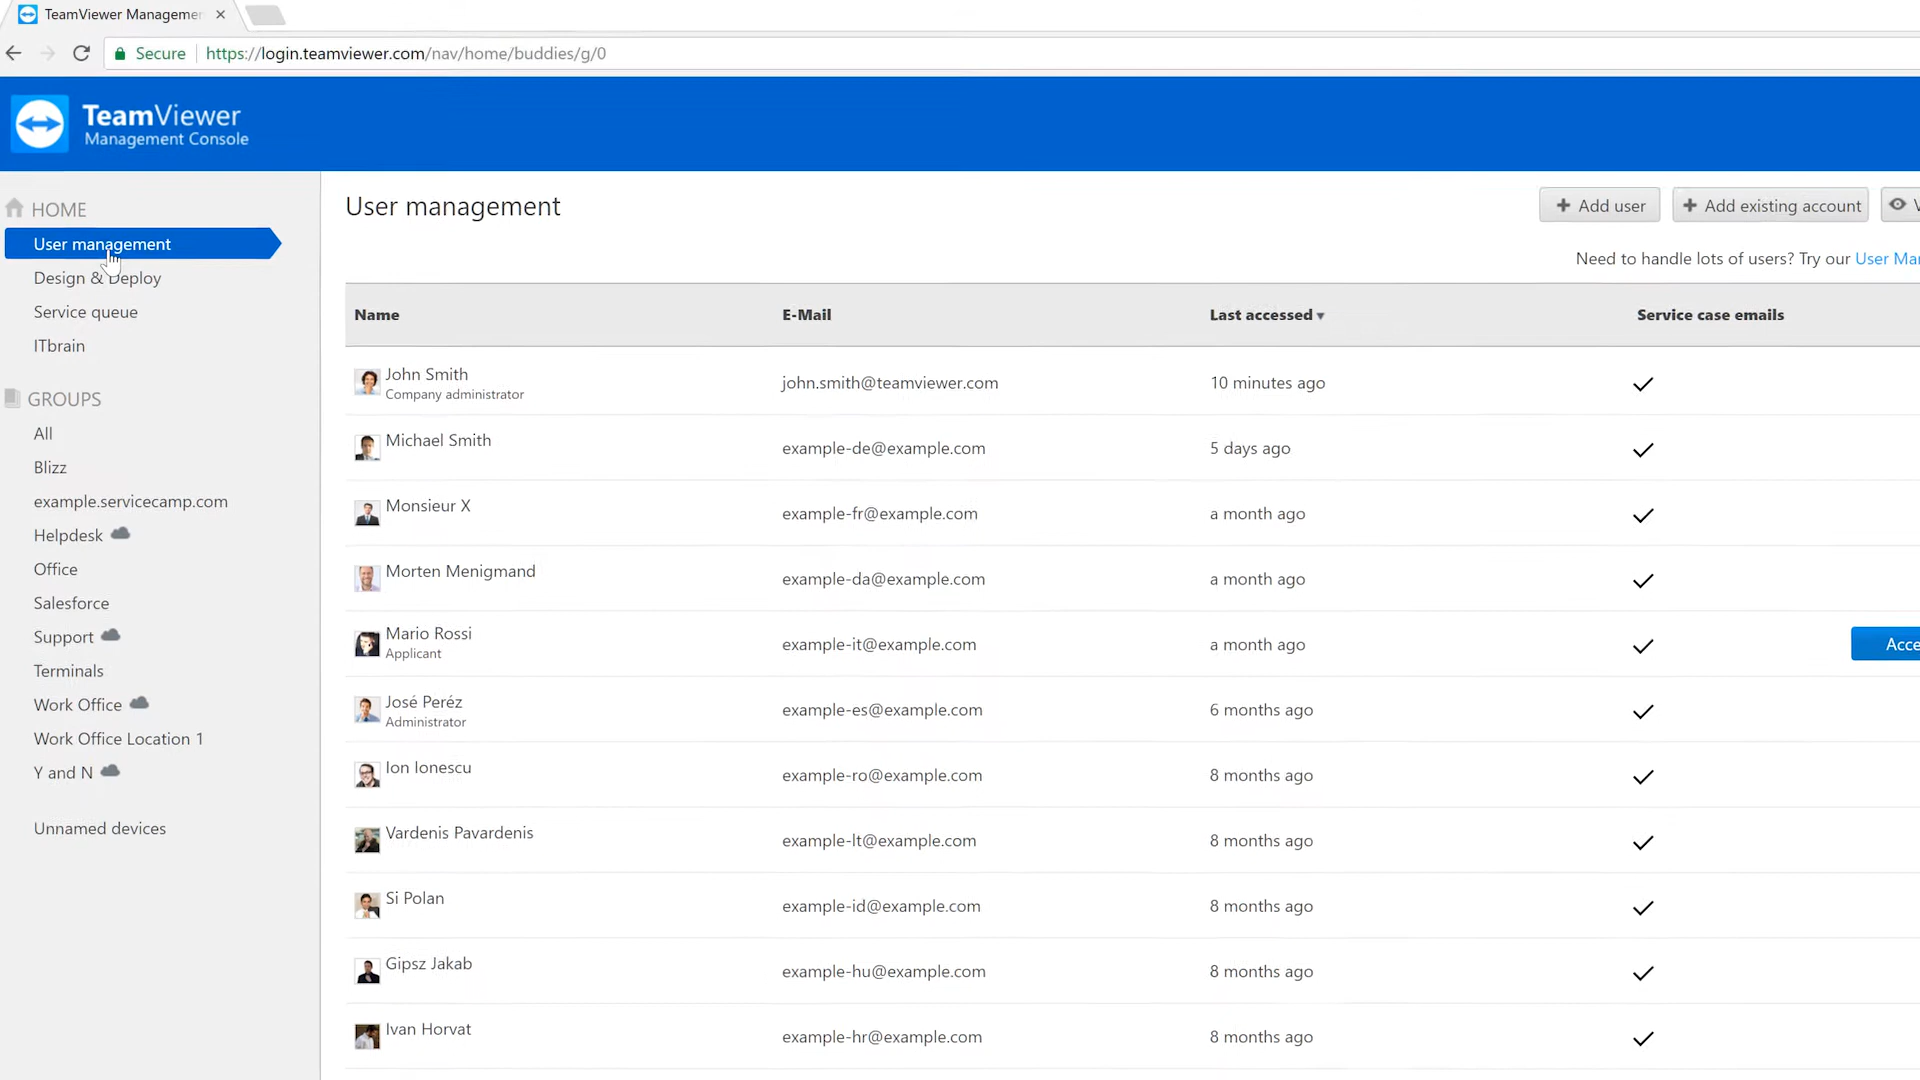 TeamViewer Managemen
Secure
https://login.teamviewer.com/nav/home/buddies/g/0
TeamViewer
Management Console
HOME
User management
Design & Deploy
Service queue
ITbrain
GROUPS
All
Blizz
example.servicecamp.com
Helpdesk
Office
Salesforce
Support
Terminals
Work Office
Work Office Location 1
Y and N
Unnamed devices
User management
Add user
Add existing account
Need to handle lots of users? Try our User Ma
Name E-Mail Last accessed Service case emails
John Smith
Company administrator
john.smith@teamviewer.com 10 minutes ago
Michael Smith example-de@example.com 5 days ago
Monsieur X example-fr@example.com a month ago
Morten Menigmand example-da@example.com a month ago
Mario Rossi
Applicant
example-it@example.com a month ago
Acce
José Peréz
Administrator
example-es@example.com 6 months ago
Ion Ionescu example-ro@example.com 8 months ago
Vardenis Pavardenis example-lt@example.com 8 months ago
Si Polan example-id@example.com 8 months ago
Gipsz Jakab example-hu@example.com 8 months ago
Ivan Horvat example-hr@example.com 8 months ago